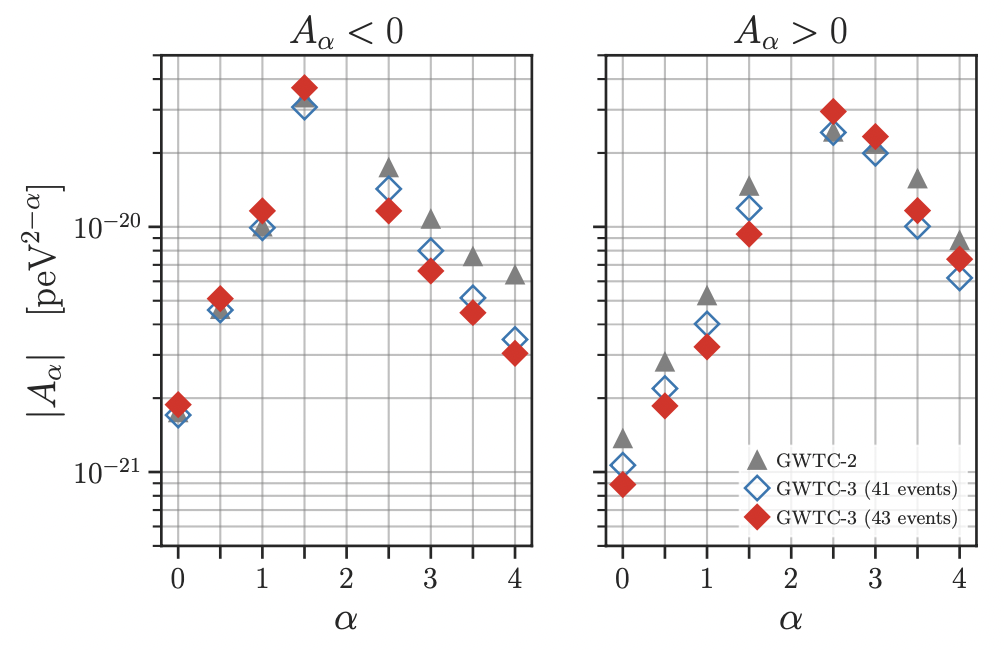 A_α < 0
A_α > 0
|A_α| [peV^{2−α}]
10^{−20}
10^{−21}
0 1 2 3 4
0 1 2 3 4
α
α
GWTC-2
GWTC-3 (41 events)
GWTC-3 (43 events)